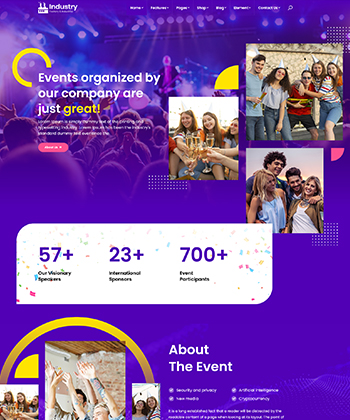 Industry
Home Features Pages Shop Blog Element Contact Us
Events organized by
our company are
just great!
Lorem Ipsum is simply dummy text of the printing and
typesetting industry. Lorem Ipsum has been the industry's
standard dummy text ever since the.
About Us
57+
23+
700+
Our Visionary
Speakers
International
Sponsors
Event
Participants
About
The Event
Security and privacy
Artificial Intelligence
New media
Cryptocurrency
It is a long established fact that a reader will be distracted by the
readable content of a page when looking at its layout. The point of